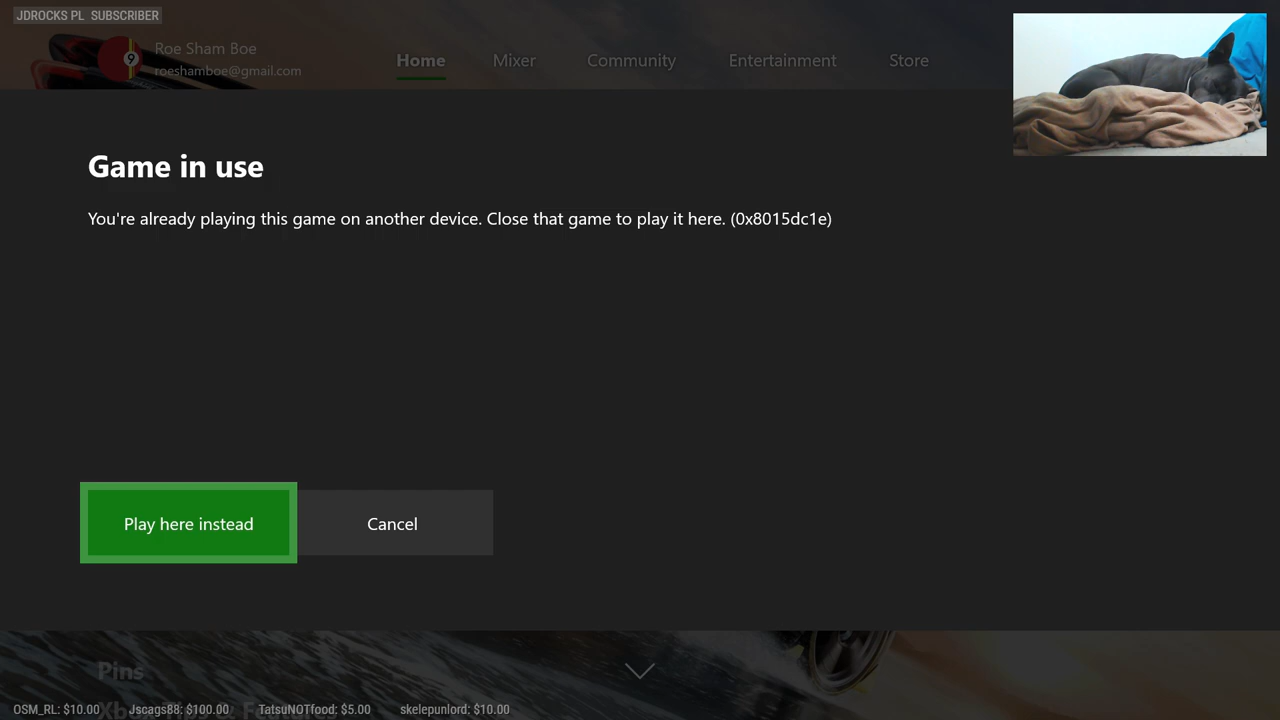 JDROCKS PL SUBSCRIBER
Roe Sham Boe
9
roeshamboe@gmail.com
Home
Mixer
Community
Entertainment
Store
Game in use
You're already playing this game on another device. Close that game to play it here. (0x8015dc1e)
Play here instead
Cancel
Pins
OSM_RL: $10.00
Jscags88: $100.00
TatsuNOTfood: $5.00
skelepunlord: $10.00